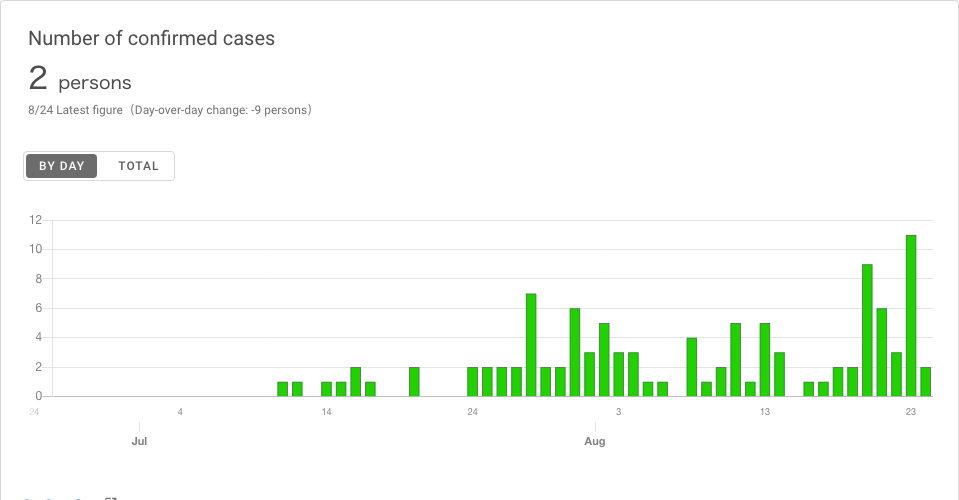 Number of confirmed cases
2 persons
8/24 Latest figure（Day-over-day change: -9 persons）
BY DAY TOTAL
12
10
8
6
4
2
0
24 4 14 24 3 13 23
Jul Aug